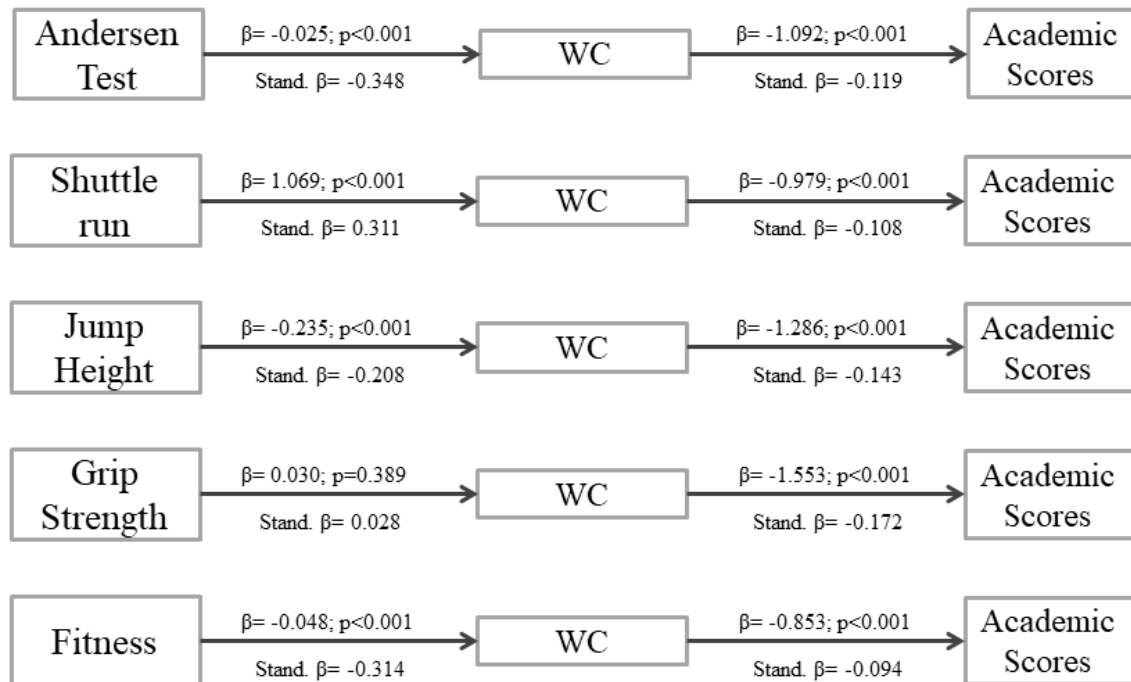 Andersen
Test
β= -0.025; p<0.001
Stand. β= -0.348
WC
β= -1.092; p<0.001
Stand. β= -0.119
Academic
Scores
Shuttle
run
β= 1.069; p<0.001
Stand. β= 0.311
WC
β= -0.979; p<0.001
Stand. β= -0.108
Academic
Scores
Jump
Height
β= -0.235; p<0.001
Stand. β= -0.208
WC
β= -1.286; p<0.001
Stand. β= -0.143
Academic
Scores
Grip
Strength
β= 0.030; p=0.389
Stand. β= 0.028
WC
β= -1.553; p<0.001
Stand. β= -0.172
Academic
Scores
Fitness
β= -0.048; p<0.001
Stand. β= -0.314
WC
β= -0.853; p<0.001
Stand. β= -0.094
Academic
Scores